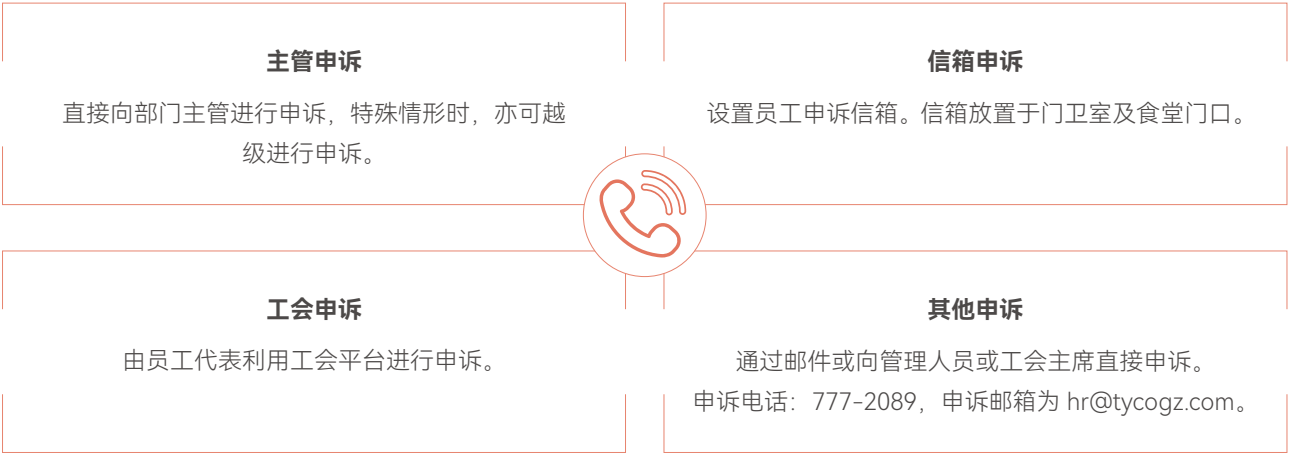 主管申诉
直接向部门主管进行申诉，特殊情形时，亦可越
级进行申诉。
信箱申诉
设置员工申诉信箱。信箱放置于门卫室及食堂门口。
工会申诉
由员工代表利用工会平台进行申诉。
其他申诉
通过邮件或向管理人员或工会主席直接申诉。
申诉电话：777-2089，申诉邮箱为 hr@tycogz.com。